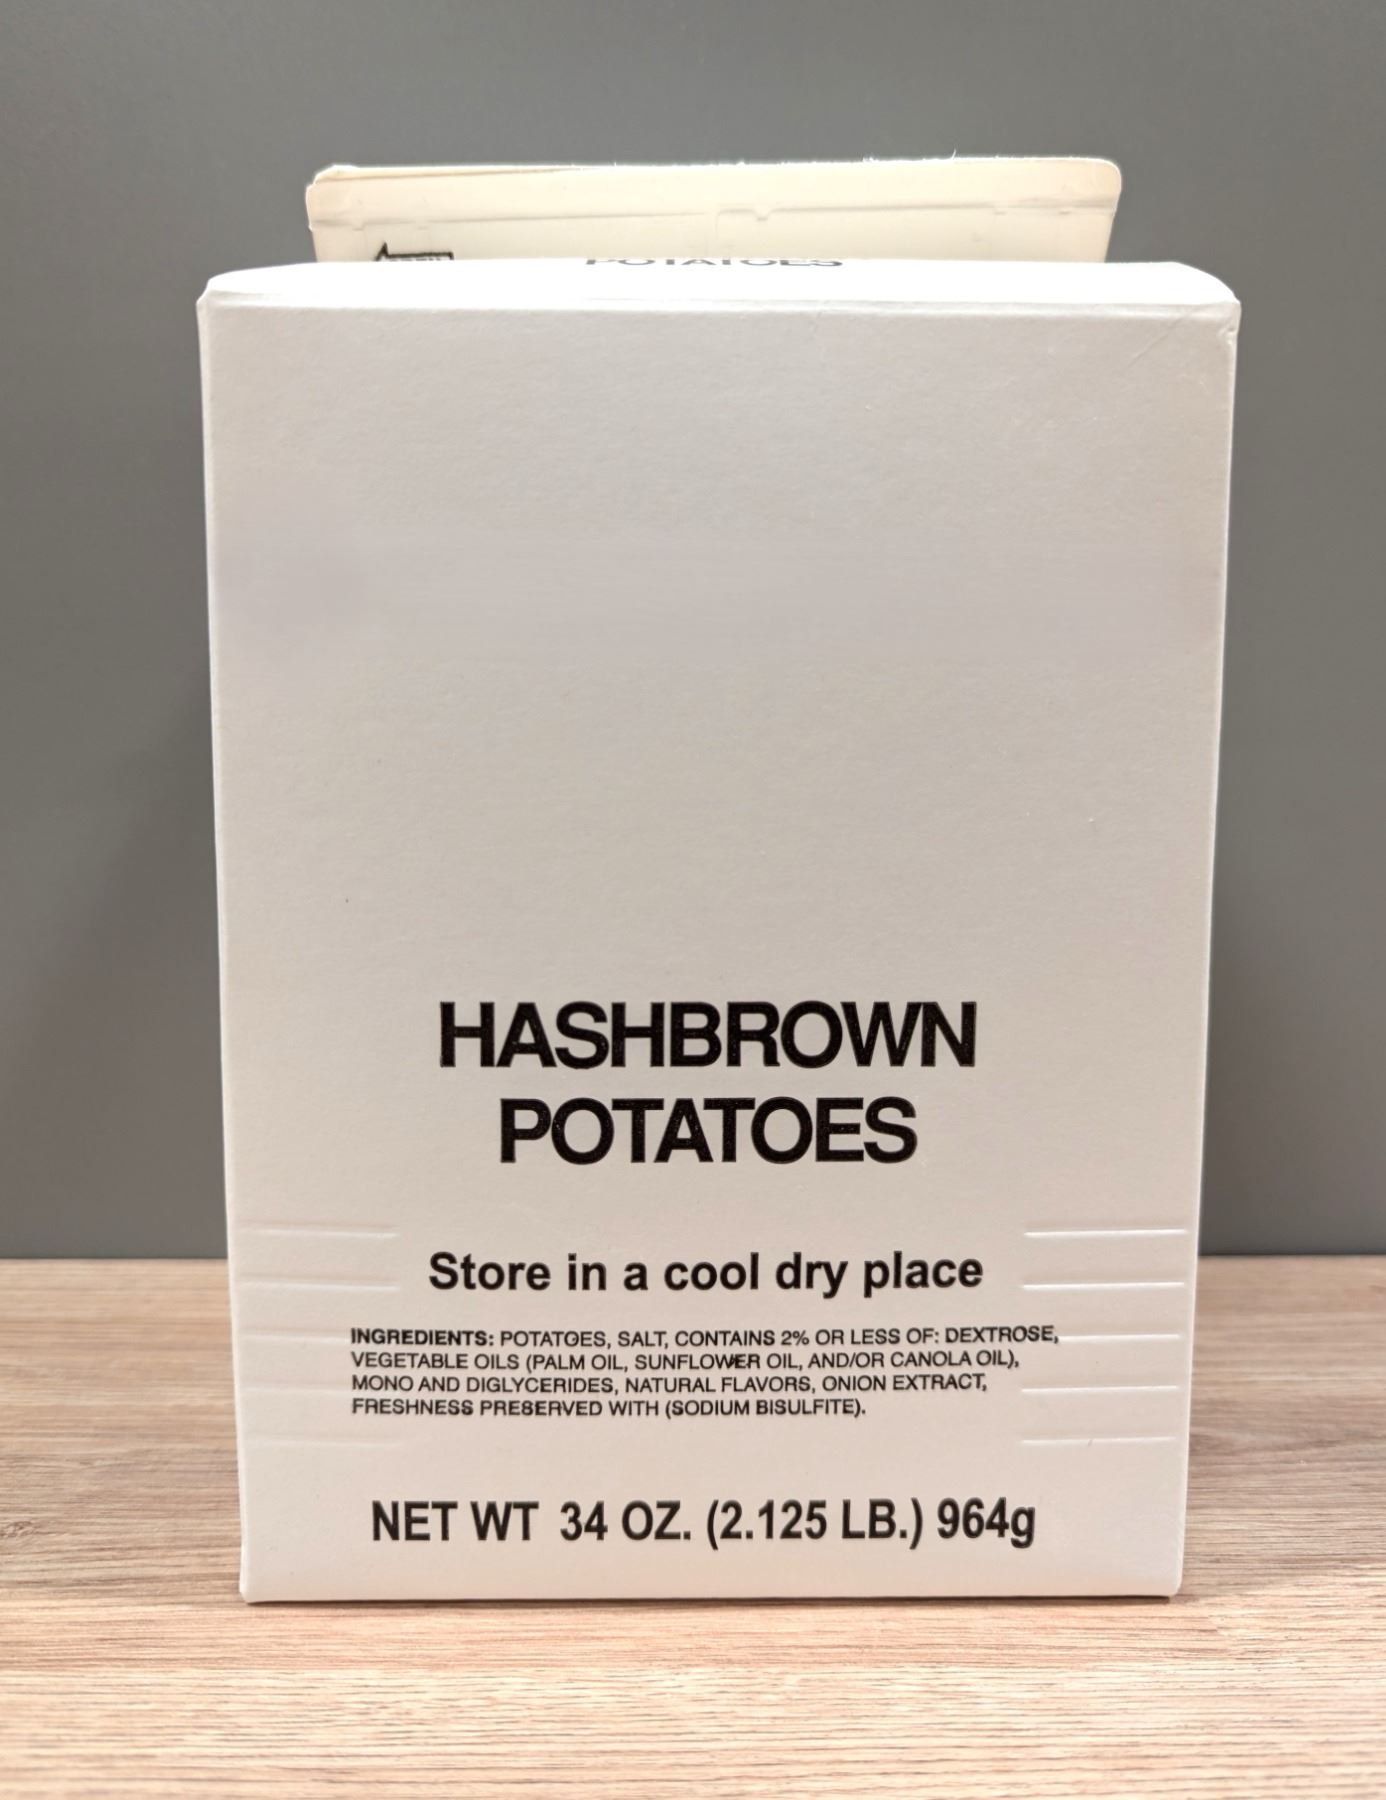 POTATOES
HASHBROWN
POTATOES
Store in a cool dry place
INGREDIENTS: POTATOES, SALT, CONTAINS 2% OR LESS OF: DEXTROSE,
VEGETABLE OILS (PALM OIL, SUNFLOWER OIL, AND/OR CANOLA OIL),
MONO AND DIGLYCERIDES, NATURAL FLAVORS, ONION EXTRACT,
FRESHNESS PRESERVED WITH (SODIUM BISULFITE).
NET WT 34 OZ. (2.125 LB.) 964g